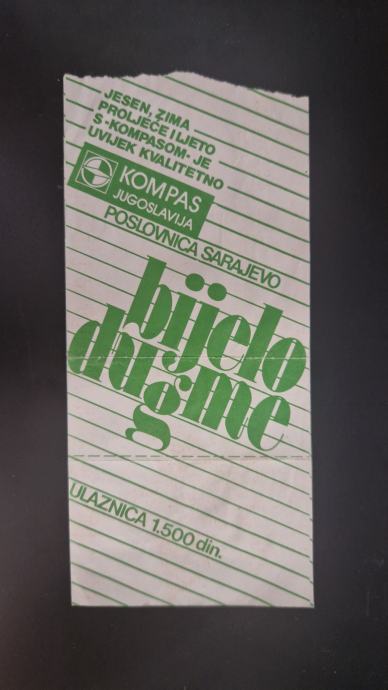 JESEN, ZIMA
PROLJEĆE I LJETO
S -KOMPASOM- JE
UVIJEK KVALITETNO
KOMPAS
JUGOSLAVIJA
POSLOVNICA SARAJEVO
bijelo
dugme
ULAZNICA 1.500 din.